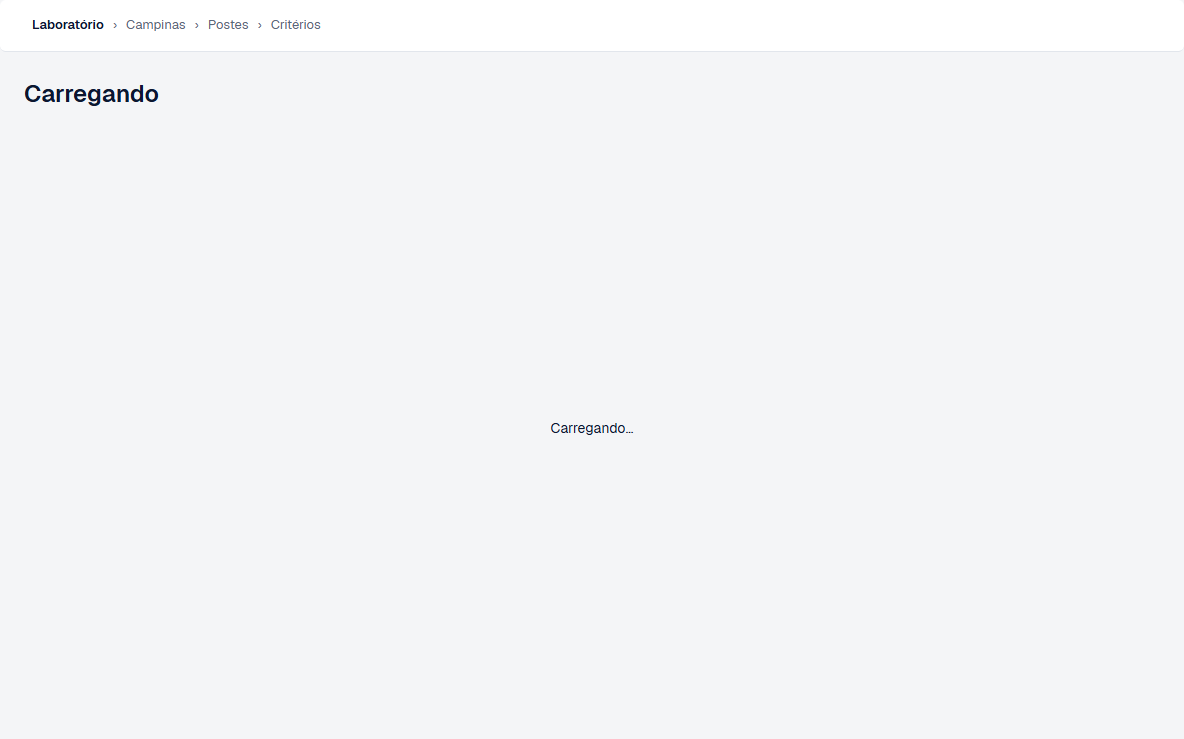 Laboratório › Campinas › Postes › Critérios
Carregando
Carregando…